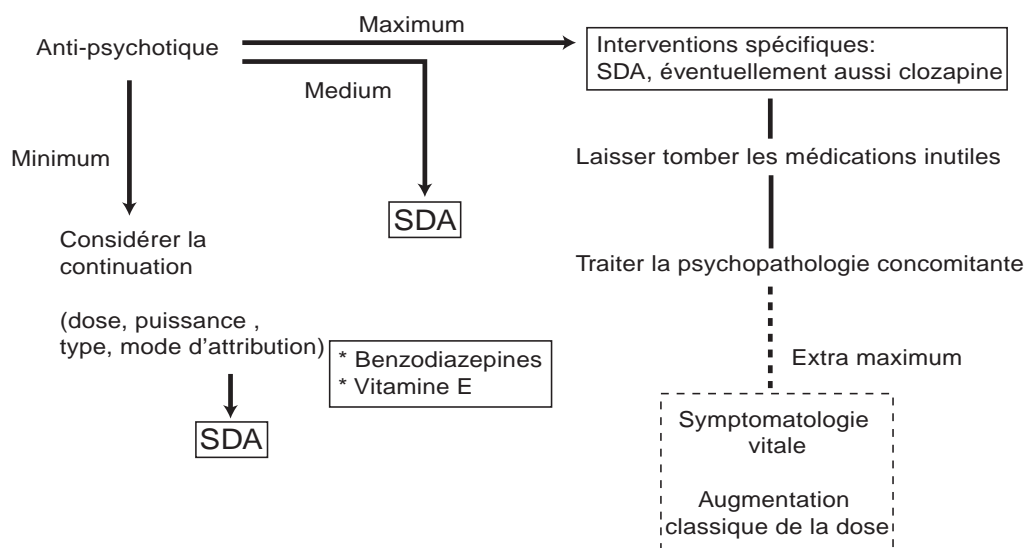 Anti-psychotique
Maximum
Interventions spécifiques:
SDA, éventuellement aussi clozapine
Medium
Minimum
Laisser tomber les médications inutiles
SDA
Considérer la
continuation
Traiter la psychopathologie concomitante
(dose, puissance ,
type, mode d'attribution)
* Benzodiazepines
* Vitamine E
Extra maximum
SDA
Symptomatologie
vitale
Augmentation
classique de la dose